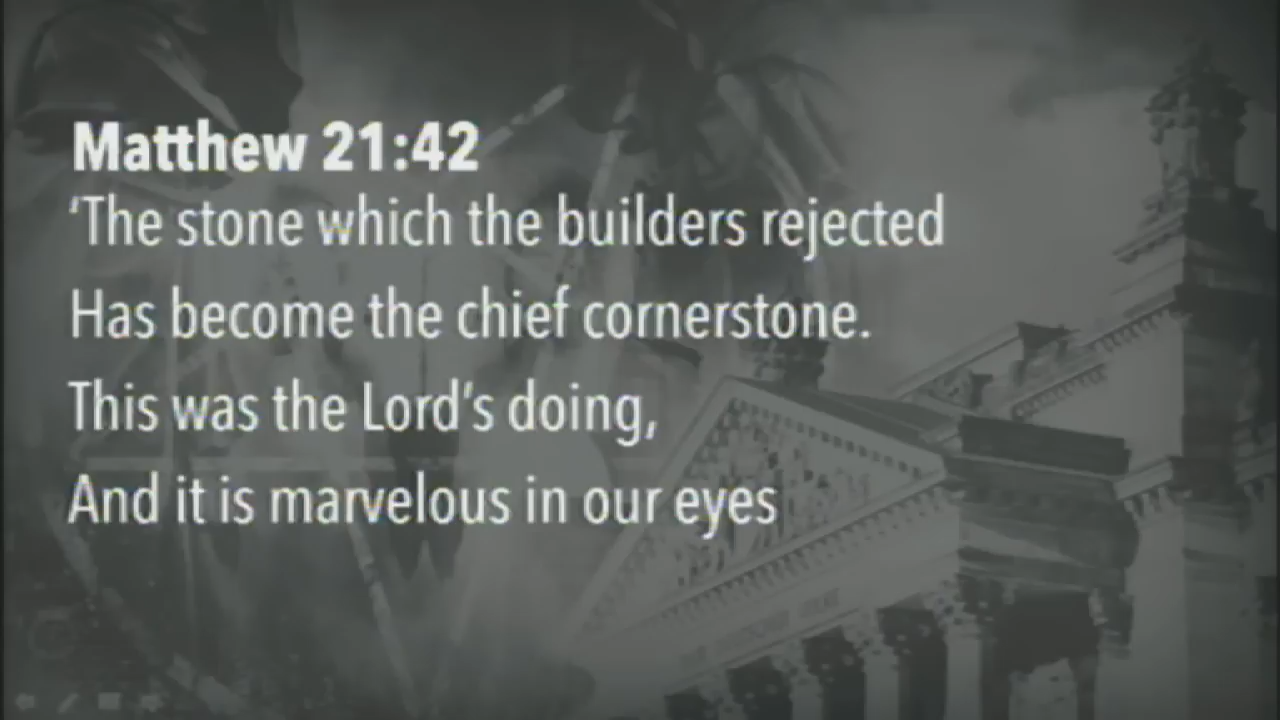 Matthew 21:42
‘The stone which the builders rejected
Has become the chief cornerstone.
This was the Lord’s doing,
And it is marvelous in our eyes